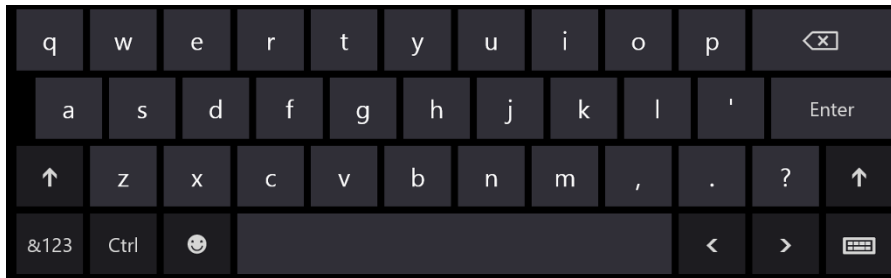 q w e r t y u i o p
a s d f g h j k l ' Enter
z x c v b n m , . ?
&123 Ctrl < >